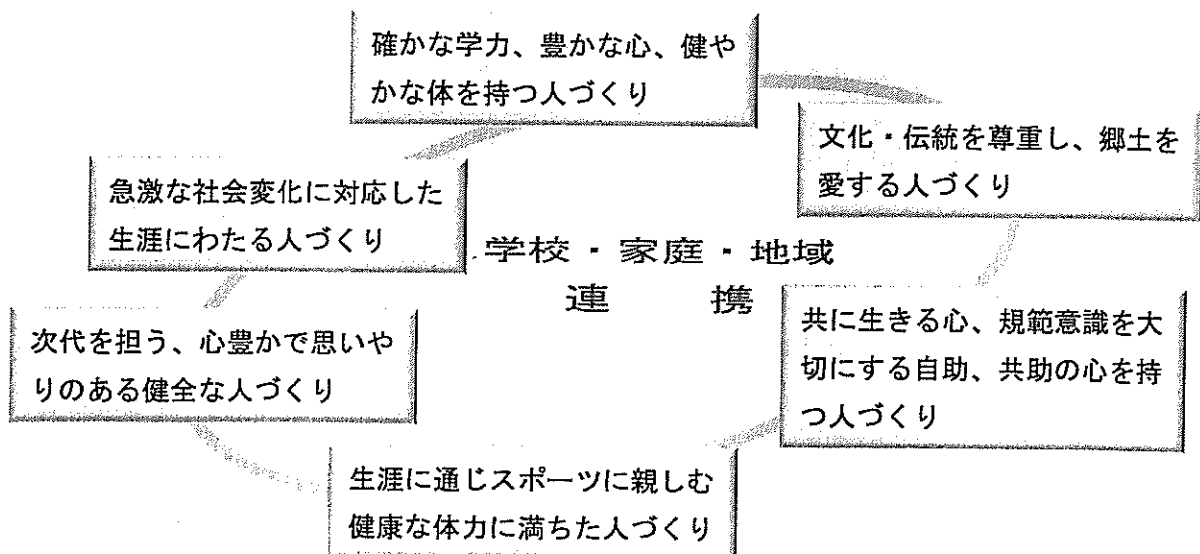 確かな学力、豊かな心、健や
かな体を持つ人づくり
文化・伝統を尊重し、郷土を
愛する人づくり
急激な社会変化に対応した
生涯にわたる人づくり
学校・家庭・地域
連　携
共に生きる心、規範意識を大
切にする自助、共助の心を持
つ人づくり
次代を担う、心豊かで思いや
りのある健全な人づくり
生涯に通じスポーツに親しむ
健康な体力に満ちた人づくり